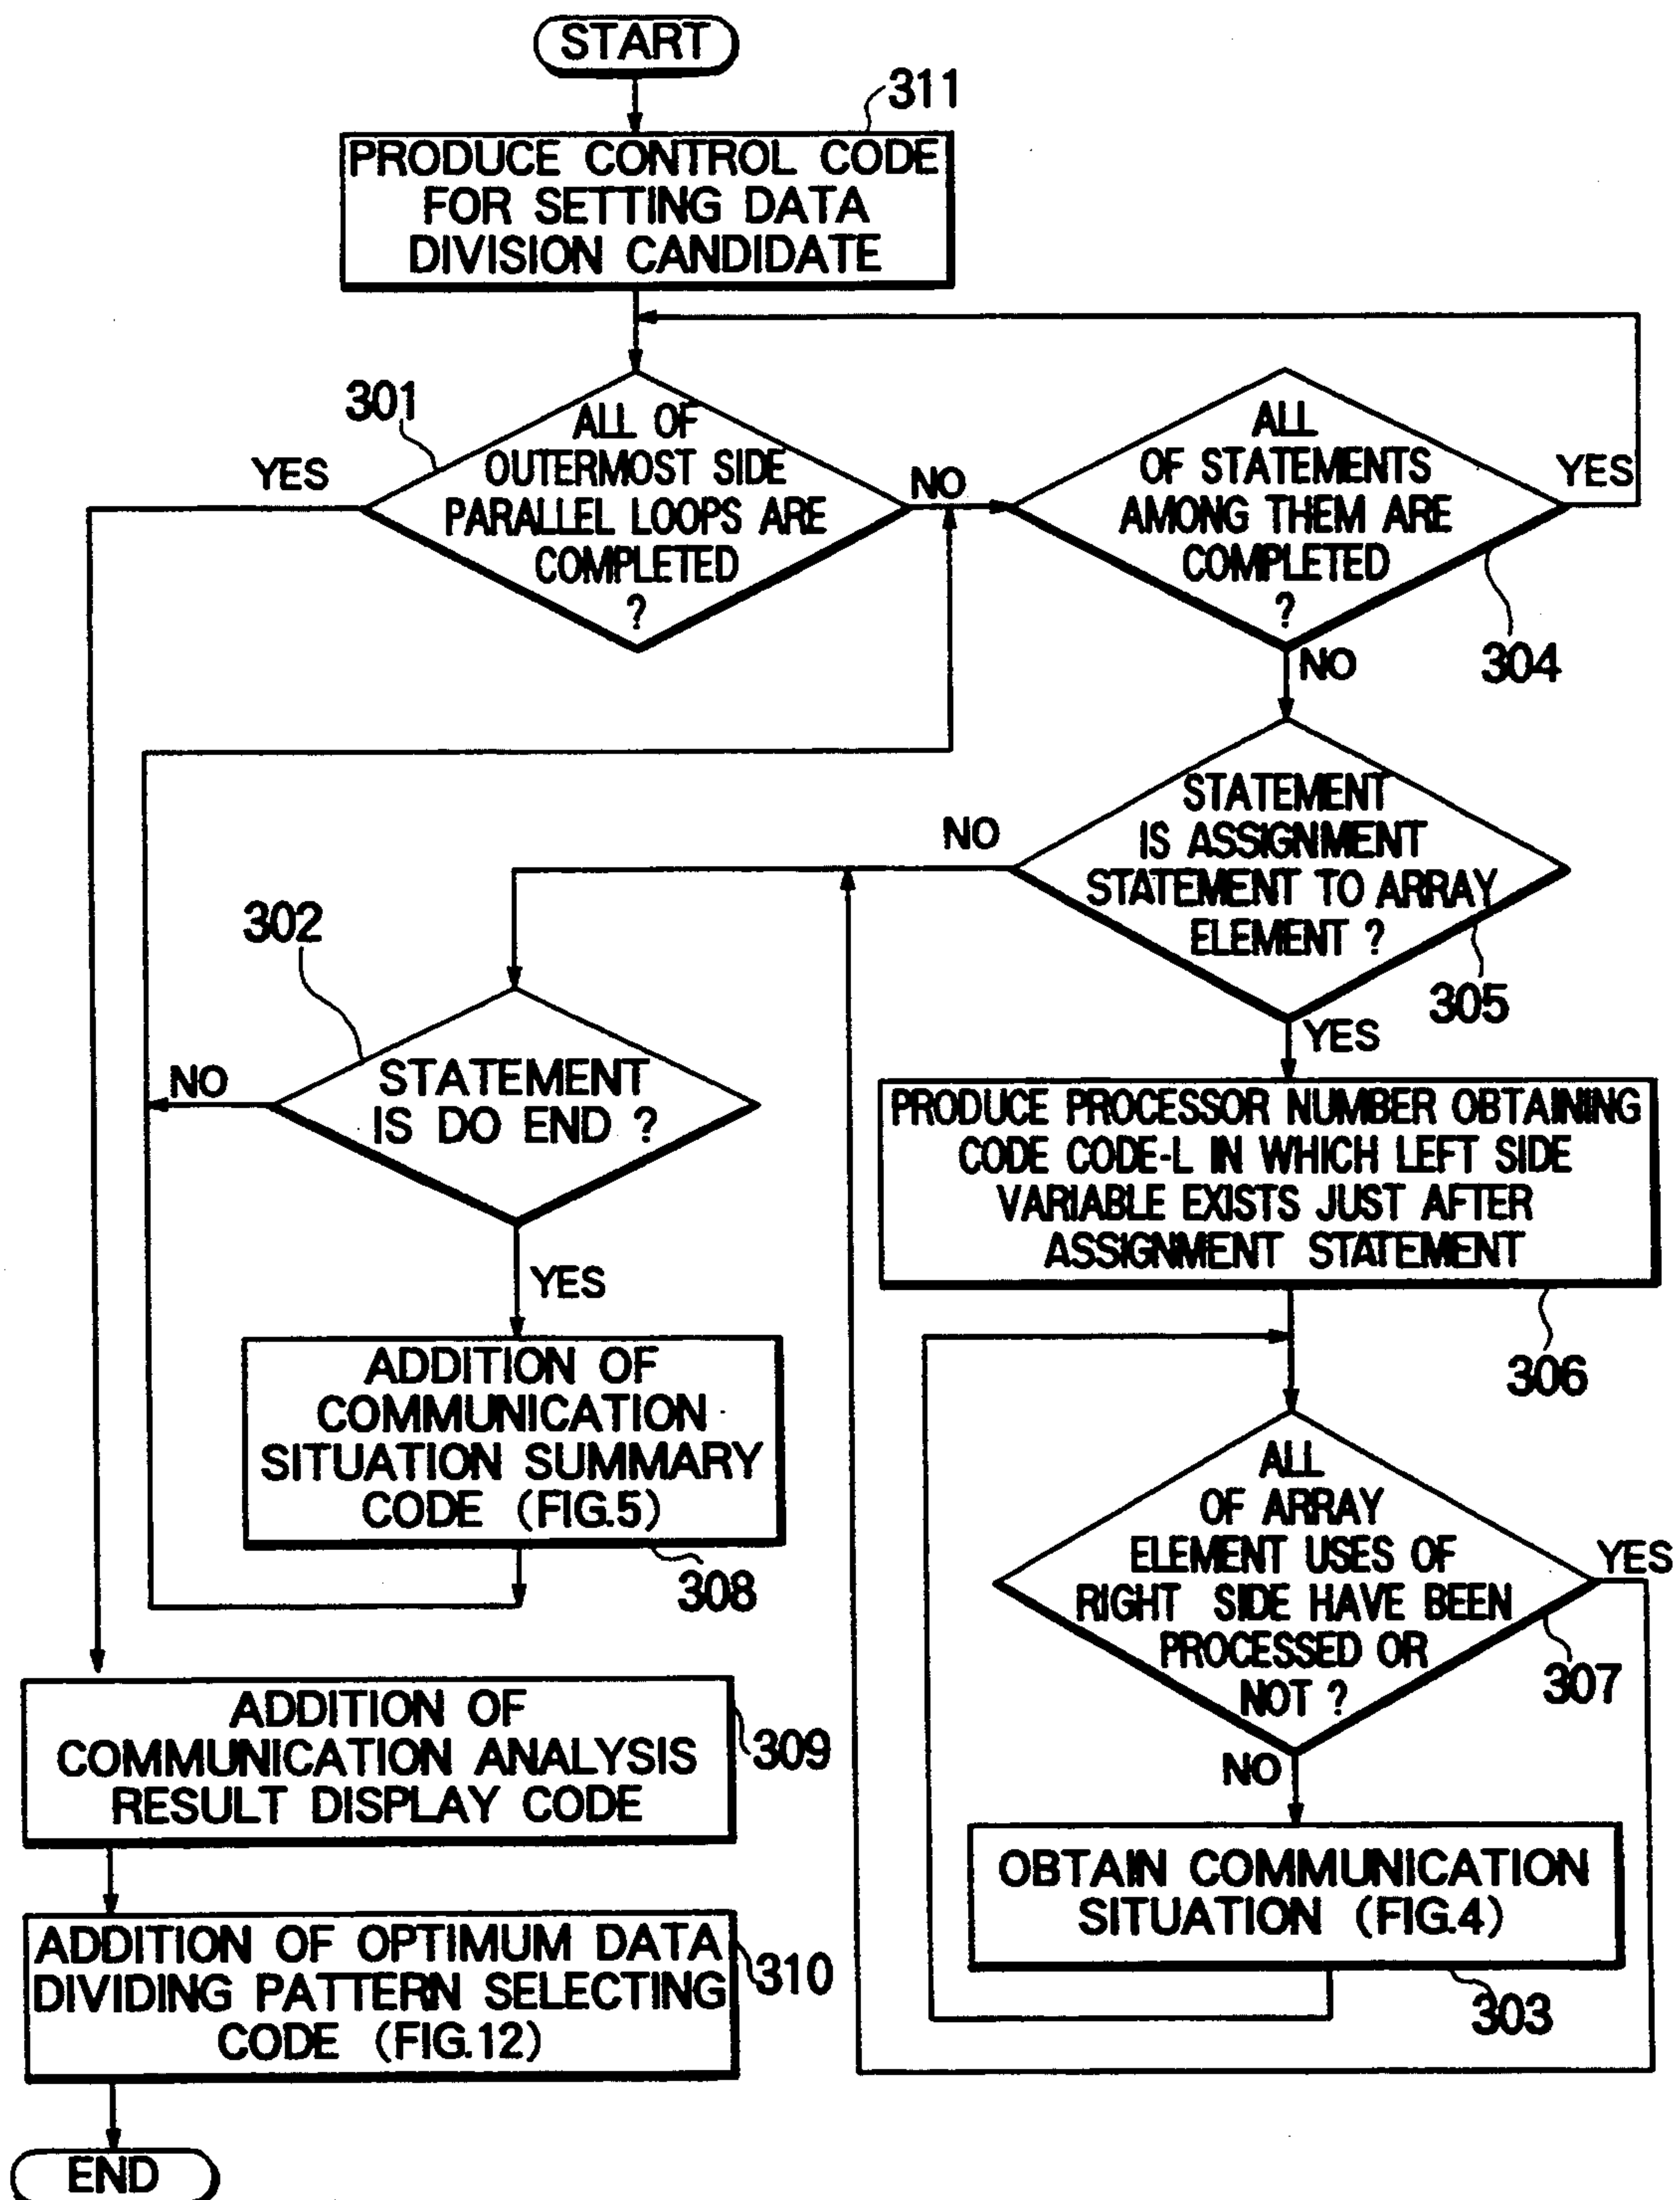 START
311
PRODUCE CONTROL CODE
FOR SETTING DATA
DIVISION CANDIDATE
301
ALL OF
OUTERMOST SIDE
PARALLEL LOOPS ARE
COMPLETED
?
YES
NO
ALL
OF STATEMENTS
AMONG THEM ARE
COMPLETED
?
YES
304
NO
STATEMENT
IS ASSIGNMENT
STATEMENT TO ARRAY
ELEMENT ?
NO
305
YES
302
STATEMENT
IS DO END ?
NO
YES
PRODUCE PROCESSOR NUMBER OBTAINING
CODE CODE-L IN WHICH LEFT SIDE
VARIABLE EXISTS JUST AFTER
ASSIGNMENT STATEMENT
306
ADDITION OF
COMMUNICATION
SITUATION SUMMARY
CODE (FIG.5)
308
ALL
OF ARRAY
ELEMENT USES OF
RIGHT SIDE HAVE BEEN
PROCESSED OR
NOT ?
YES
307
NO
ADDITION OF
COMMUNICATION ANALYSIS
RESULT DISPLAY CODE
309
OBTAIN COMMUNICATION
SITUATION (FIG.4)
303
ADDITION OF OPTIMUM DATA
DIVIDING PATTERN SELECTING
CODE (FIG.12)
310
END